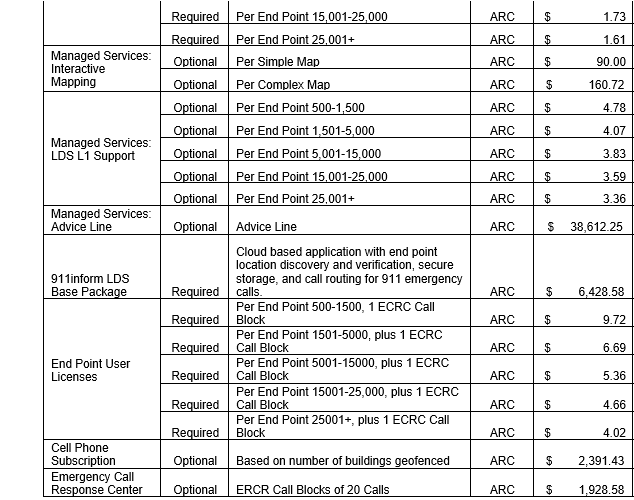 Required Per End Point 15,001-25,000 ARC $ 1.73
Required Per End Point 25,001+ ARC $ 1.61
Managed Services:
Interactive
Mapping
Optional Per Simple Map ARC $ 90.00
Optional Per Complex Map ARC $ 160.72
Managed Services:
LDS L1 Support
Optional Per End Point 500-1,500 ARC $ 4.78
Optional Per End Point 1,501-5,000 ARC $ 4.07
Optional Per End Point 5,001-15,000 ARC $ 3.83
Optional Per End Point 15,001-25,000 ARC $ 3.59
Optional Per End Point 25,001+ ARC $ 3.36
Managed Services:
Advice Line Optional Advice Line ARC $ 38,612.25
Cloud based application with end point
location discovery and verification, secure
storage, and call routing for 911 emergency
911inform LDS
Base Package Required calls. ARC $ 6,428.58
End Point User
Licenses
Per End Point 500-1500, 1 ECRC Call
Required Block ARC $ 9.72
Per End Point 1501-5000, plus 1 ECRC
Required Call Block ARC $ 6.69
Per End Point 5001-15000, plus 1 ECRC
Required Call Block ARC $ 5.36
Per End Point 15001-25,000, plus 1 ECRC
Required Call Block ARC $ 4.66
Per End Point 25001+, plus 1 ECRC Call
Required Block ARC $ 4.02
Cell Phone
Subscription Optional Based on number of buildings geofenced ARC $ 2,391.43
Emergency Call
Response Center Optional ERCR Call Blocks of 20 Calls ARC $ 1,928.58